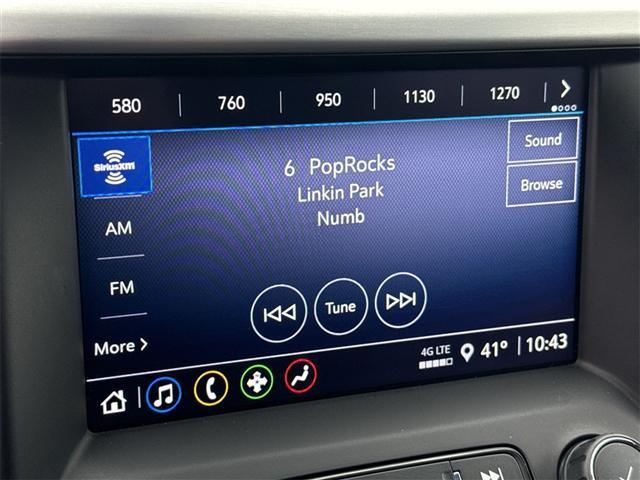 580 760 950 1130 1270
SiriusXM
6 PopRocks
Linkin Park
Numb
Sound
Browse
AM
FM
More
Tune
4G LTE 41° 10:43